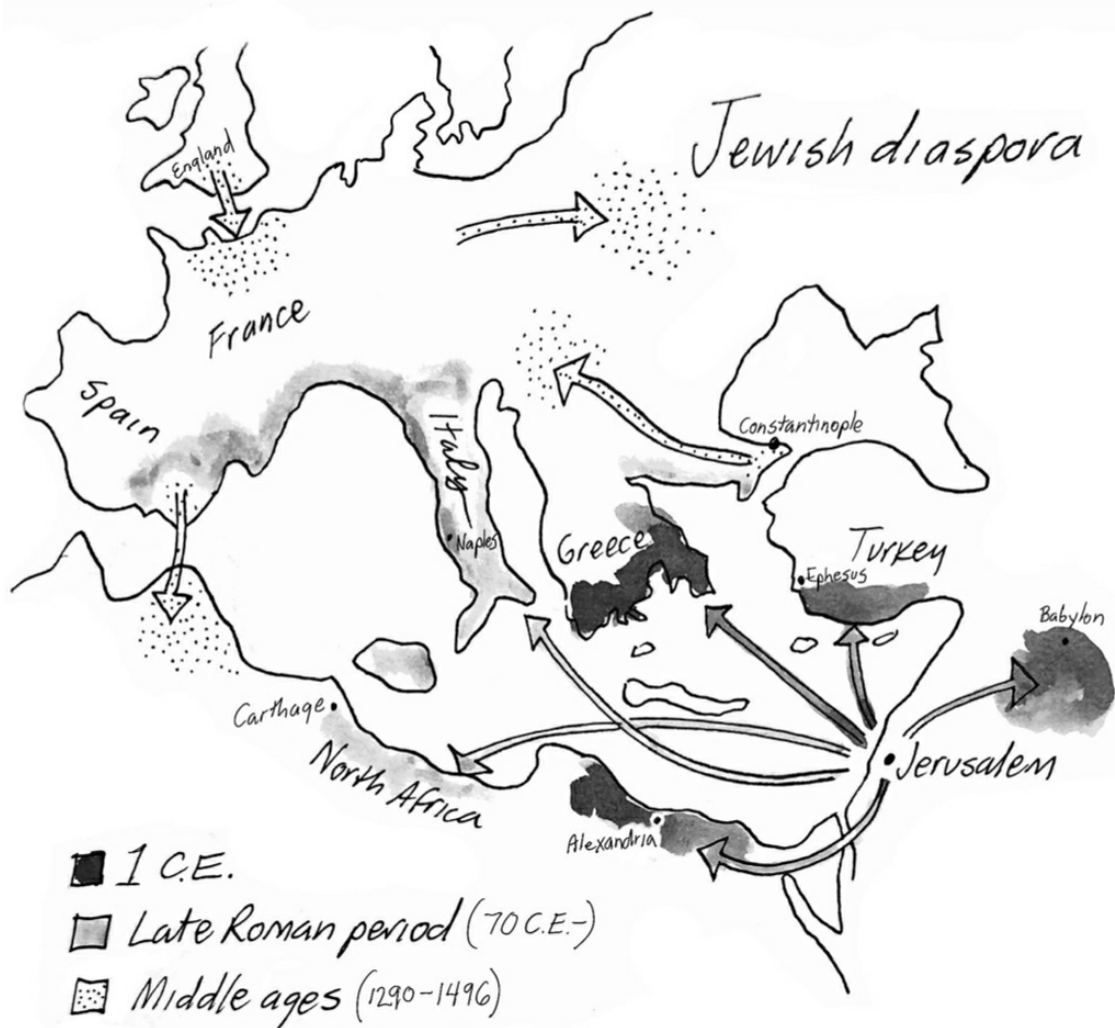 Jewish diaspora
England
France
Spain
Italy
Constantinople
Naples
Greece
Turkey
Ephesus
Babylon
Carthage
North Africa
Jerusalem
Alexandria
1 C.E.
Late Roman period (70 C.E.-)
Middle ages (1290-1496)